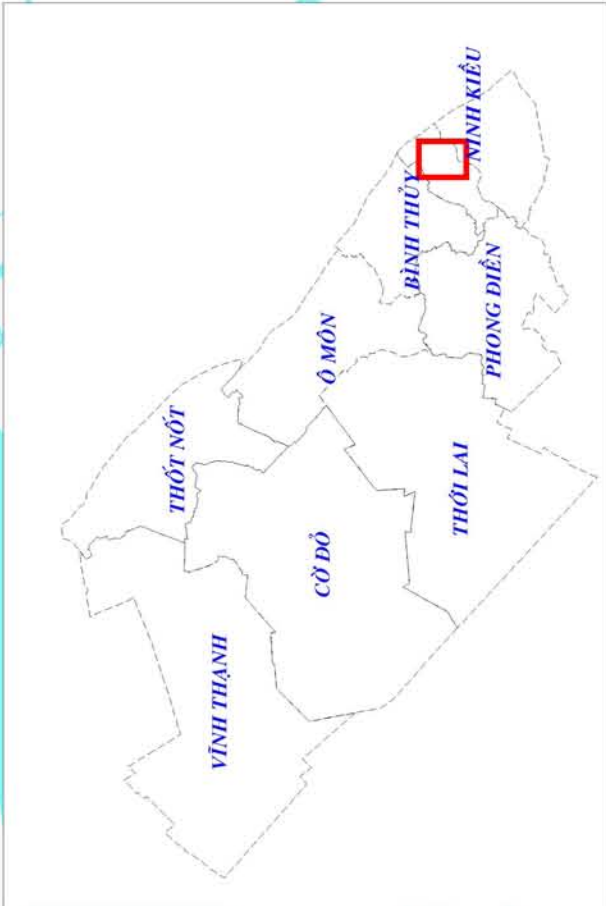 VĨNH THẠNH
THỐT NỐT
CỜ ĐỎ
Ô MÔN
THỚI LAI
BÌNH THỦY
PHONG ĐIỀN
NINH KIỀU